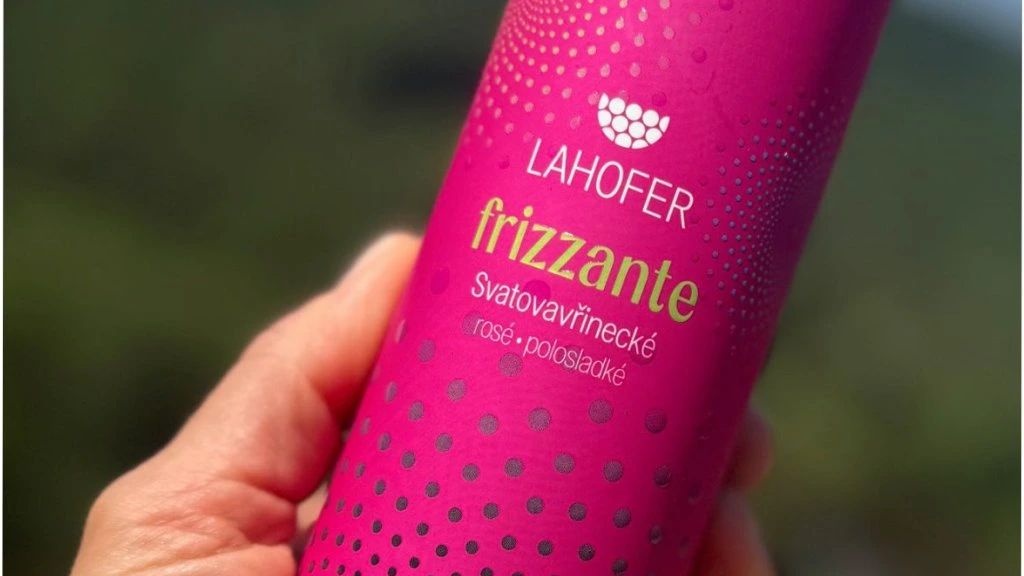 LAHOFER
frizzante
Svatovavřinecké
rosé • polosladké